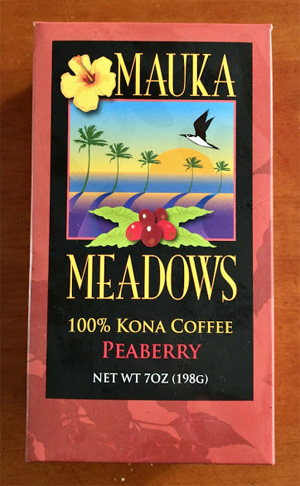 MAUKA
MEADOWS
100% KONA COFFEE
PEABERRY
NET WT 7OZ (198G)